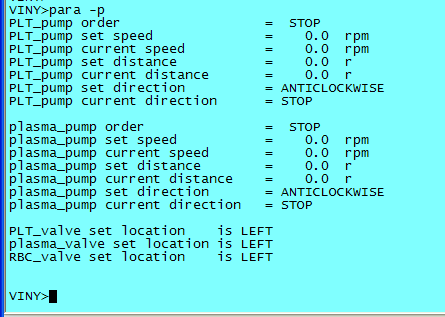 VINY>para -p
PLT_pump order = STOP
PLT_pump set speed = 0.0 rpm
PLT_pump current speed = 0.0 rpm
PLT_pump set distance = 0.0 r
PLT_pump current distance = 0.0 r
PLT_pump set direction = ANTICLOCKWISE
PLT_pump current direction = STOP
plasma_pump order = STOP
plasma_pump set speed = 0.0 rpm
plasma_pump current speed = 0.0 rpm
plasma_pump set distance = 0.0 r
plasma_pump current distance = 0.0 r
plasma_pump set direction = ANTICLOCKWISE
plasma_pump current direction = STOP
PLT_valve set location is LEFT
plasma_valve set location is LEFT
RBC_valve set location is LEFT
VINY>